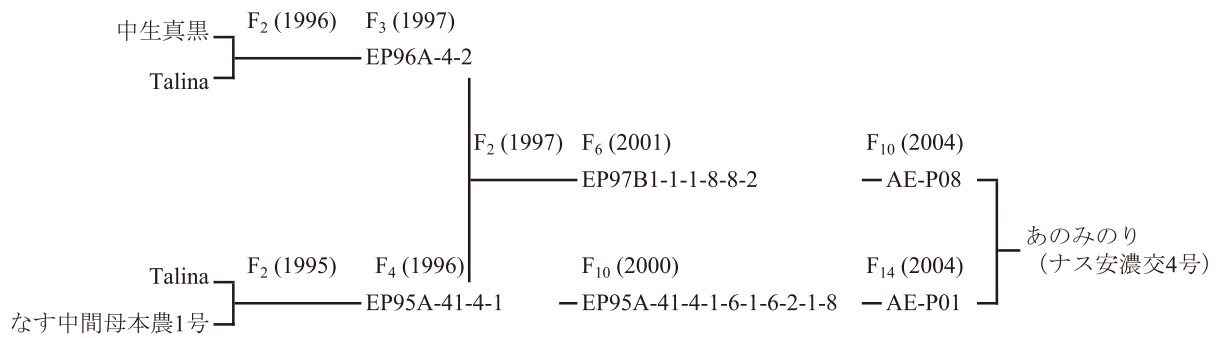 中生真黒
F₂ (1996) F₃ (1997)
EP96A-4-2
Talina
F₂ (1997) F₆ (2001) F₁₀ (2004)
EP97B1-1-1-8-8-2 AE-P08
あのみのり
（ナス安濃交4号）
Talina
F₂ (1995) F₄ (1996) F₁₀ (2000) F₁₄ (2004)
EP95A-41-4-1 EP95A-41-4-1-6-1-6-2-1-8 AE-P01
なす中間母本農1号